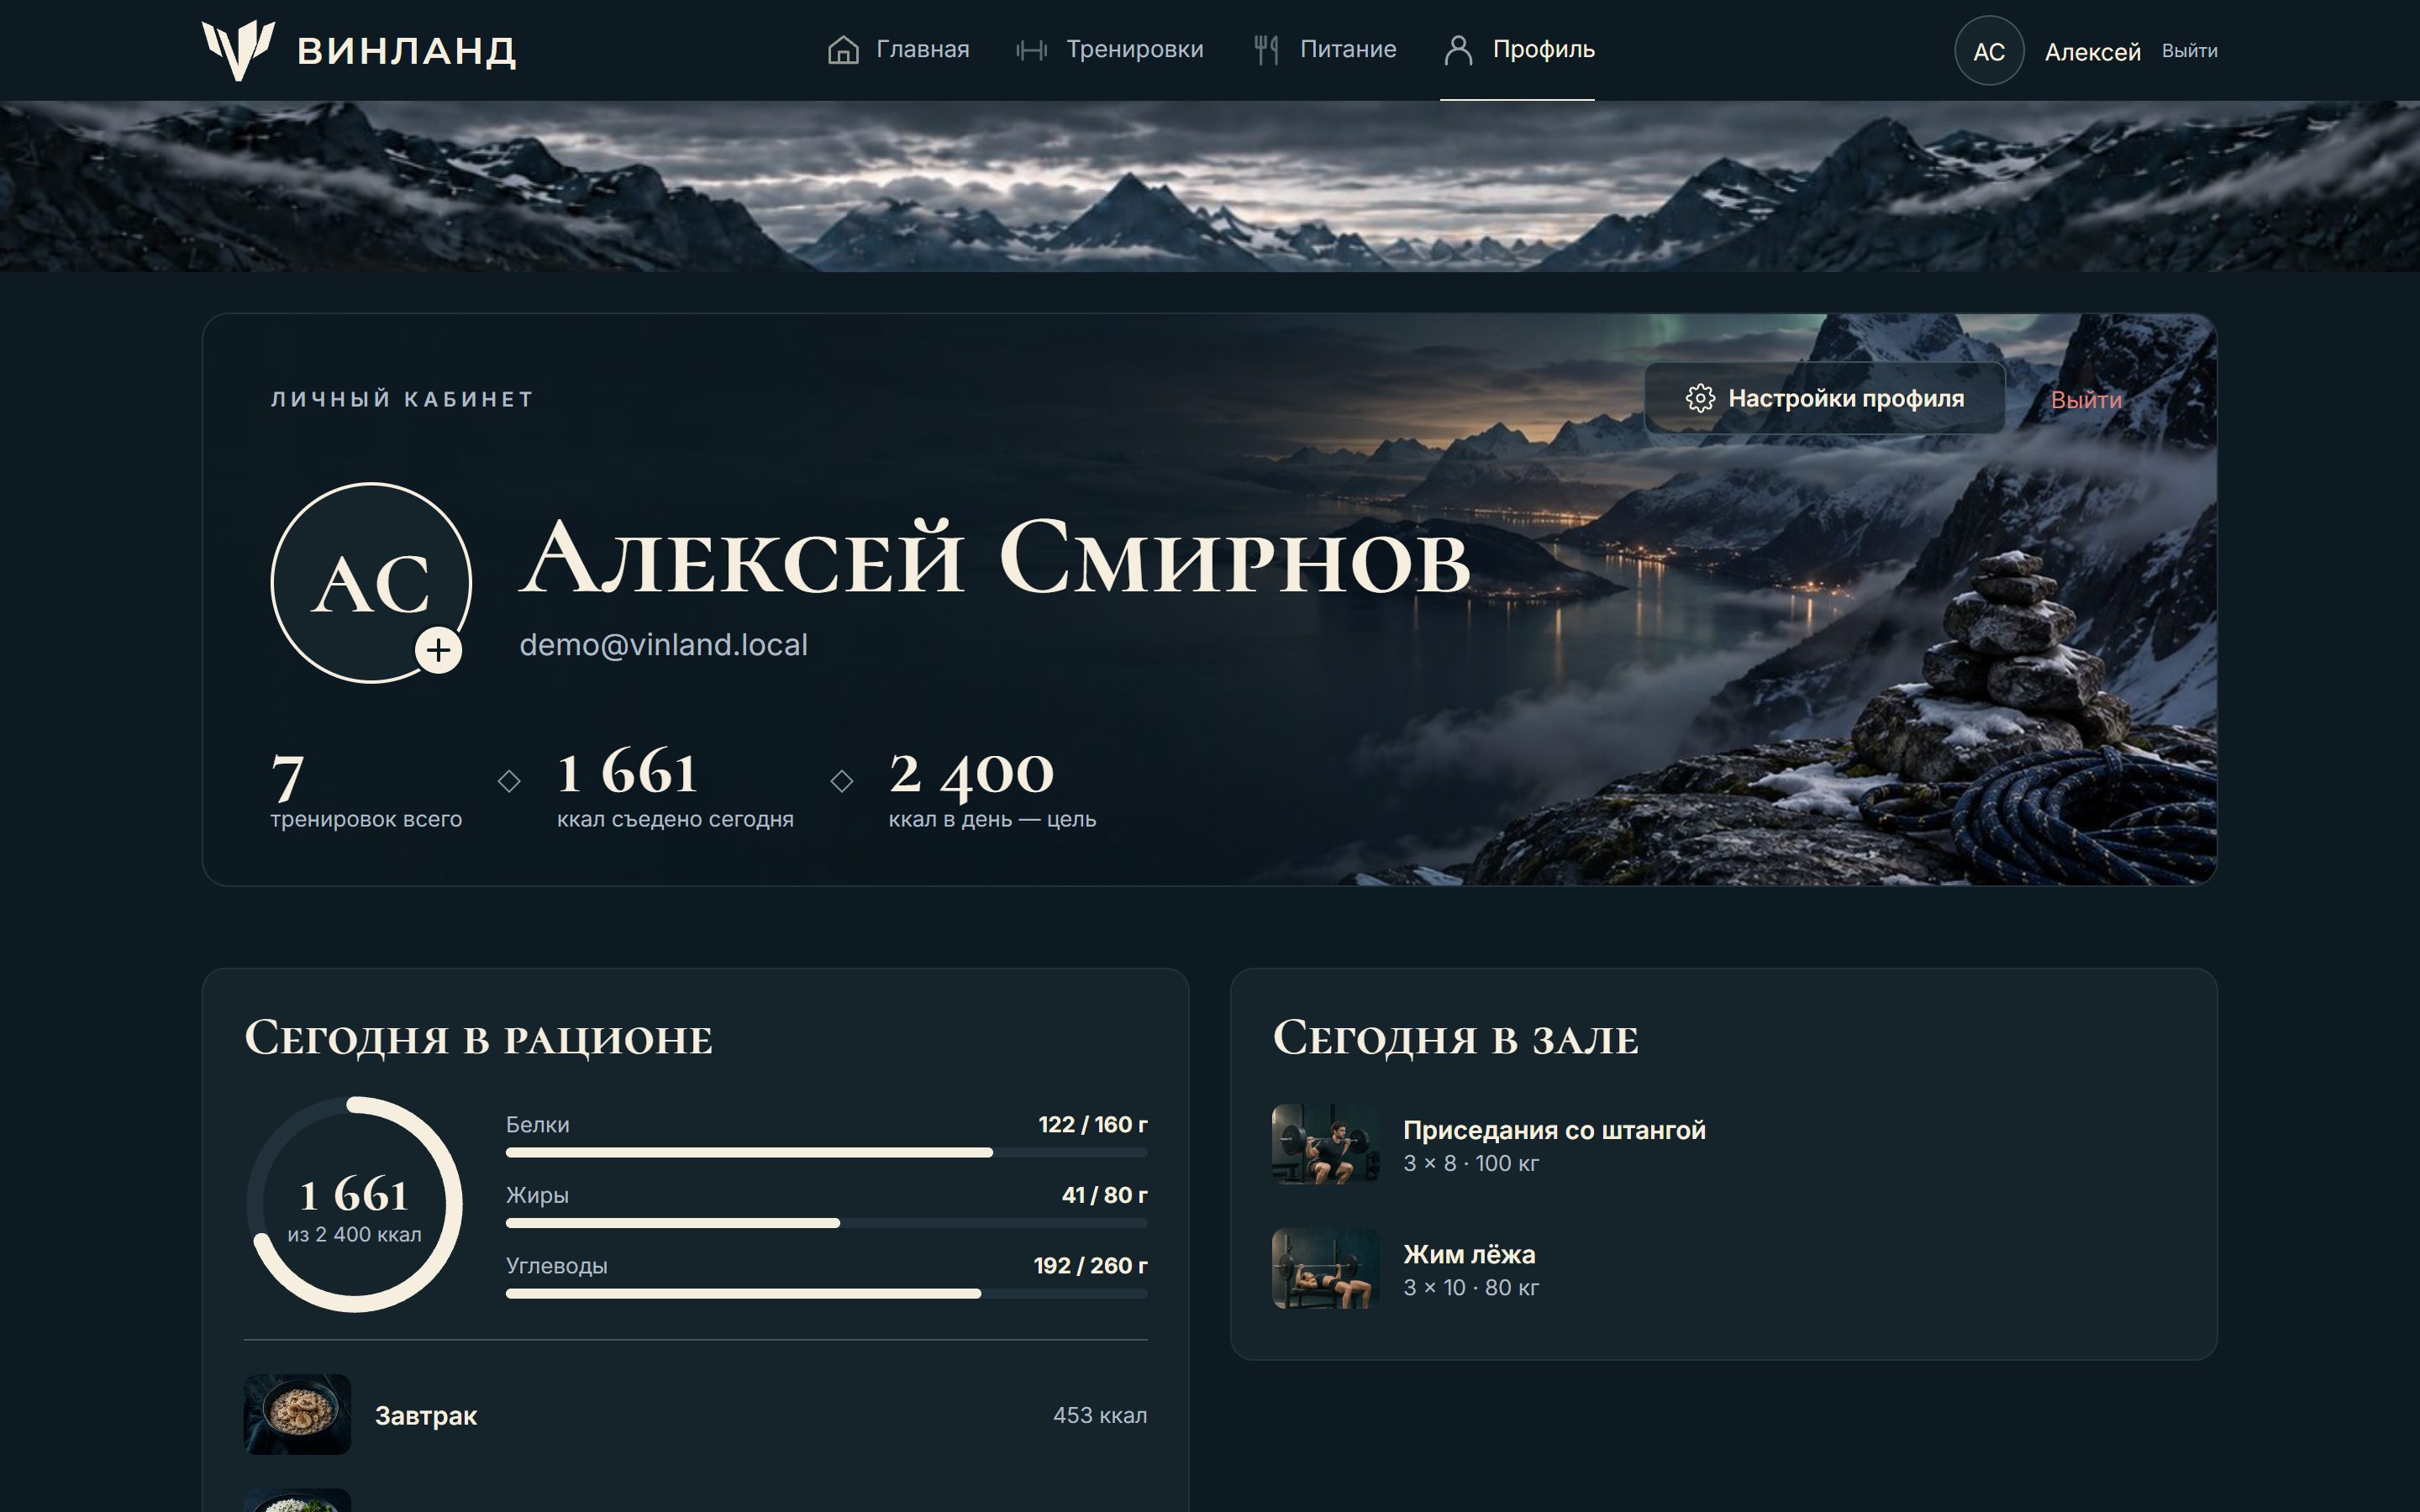 ВИНЛАНД
Главная
Тренировки
Питание
Профиль
АС
Алексей
Выйти
ЛИЧНЫЙ КАБИНЕТ
Настройки профиля
Выйти
АС
Алексей Смирнов
demo@vinland.local
7
тренировок всего
1 661
ккал съедено сегодня
2 400
ккал в день — цель
Сегодня в рационе
1 661
из 2 400 ккал
Белки 122 / 160 г
Жиры 41 / 80 г
Углеводы 192 / 260 г
Завтрак 453 ккал
Сегодня в зале
Приседания со штангой
3 × 8 · 100 кг
Жим лёжа
3 × 10 · 80 кг